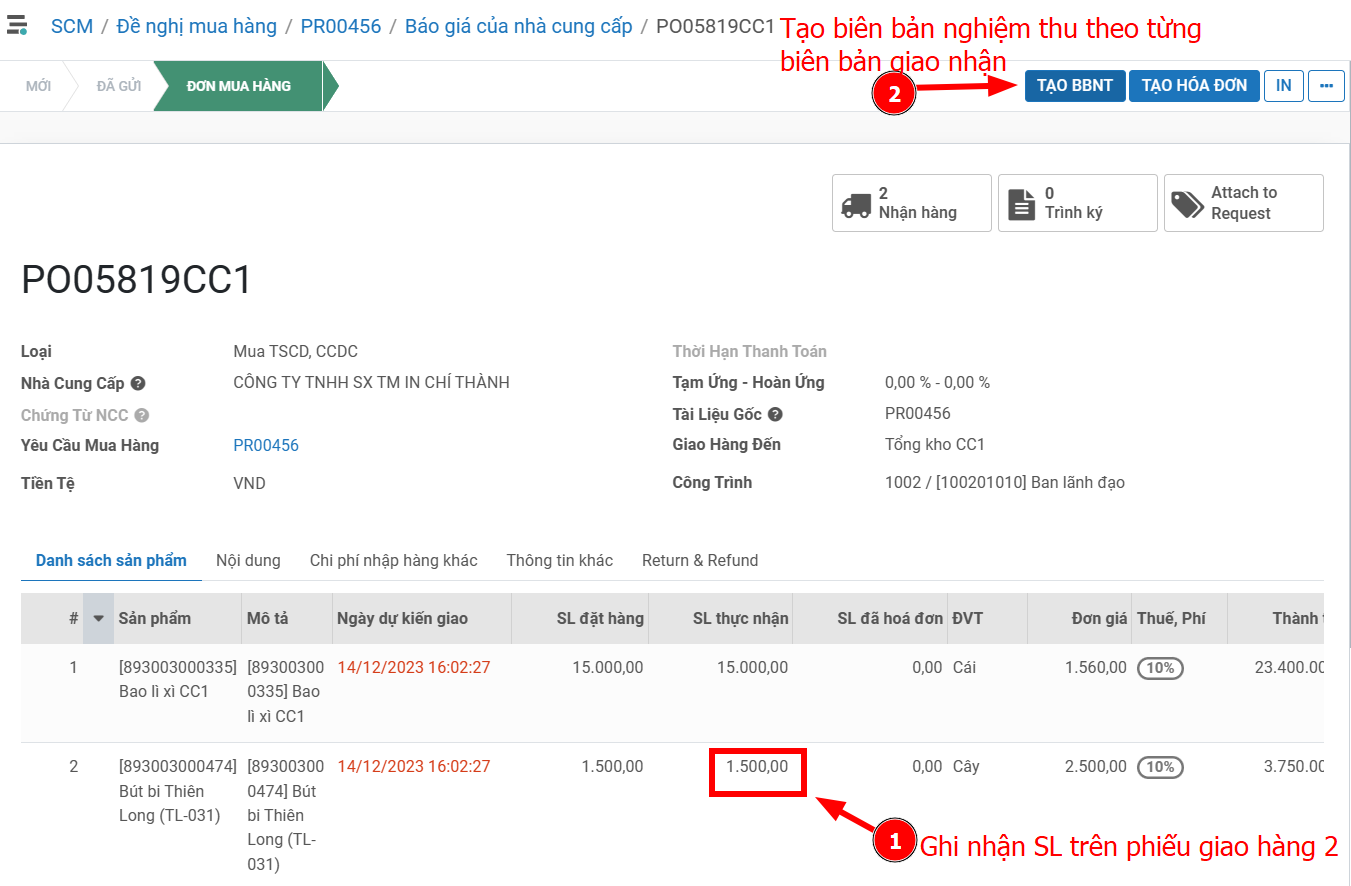 SCM / Đề nghị mua hàng / PR00456 / Báo giá của nhà cung cấp / PO05819CC1
Tạo biên bản nghiệm thu theo từng
biên bản giao nhận
MỚI
ĐÃ GỬI
ĐƠN MUA HÀNG
2
TẠO BBNT
TẠO HÓA ĐƠN
IN
...
2
Nhận hàng
0
Trình ký
Attach to
Request
PO05819CC1
Loại Mua TSCD, CCDC
Thời Hạn Thanh Toán
Nhà Cung Cấp ? CÔNG TY TNHH SX TM IN CHÍ THÀNH
Tạm Ứng - Hoàn Ứng 0,00 % - 0,00 %
Chứng Từ NCC ?
Tài Liệu Gốc ? PR00456
Yêu Cầu Mua Hàng PR00456
Giao Hàng Đến Tổng kho CC1
Tiền Tệ VND
Công Trình 1002 / [100201010] Ban lãnh đạo
Danh sách sản phẩm Nội dung Chi phí nhập hàng khác Thông tin khác Return & Refund
# Sản phẩm Mô tả Ngày dự kiến giao SL đặt hàng SL thực nhận SL đã hoá đơn ĐVT Đơn giá Thuế, Phí Thành
1 [893003000335] [89300300 14/12/2023 16:02:27 15.000,00 15.000,00 0,00 Cái 1.560,00 10% 23.400.00
Bao lì xì CC1 0335] Bao
lì xì CC1
2 [893003000474] [89300300 14/12/2023 16:02:27 1.500,00 1.500,00 0,00 Cây 2.500,00 10% 3.750.00
Bút bi Thiên 0474] Bút
Long (TL-031) bi Thiên
Long (TL-
031)
1 Ghi nhận SL trên phiếu giao hàng 2